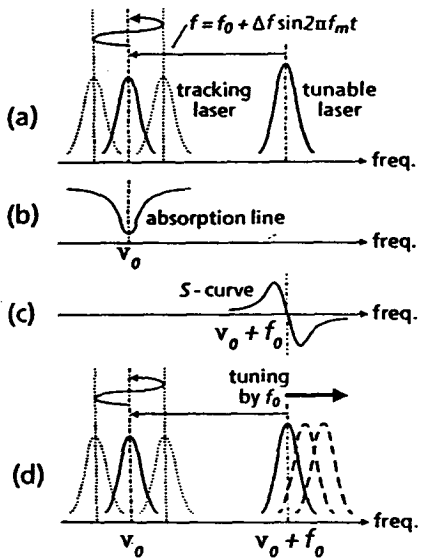 f = f₀ + Δf sin2πfₘt
tracking laser
tunable laser
(a)
freq.
(b)
absorption line
freq.
ν₀
S-curve
(c)
freq.
ν₀ + f₀
tuning by f₀
(d)
freq.
ν₀
ν₀ + f₀